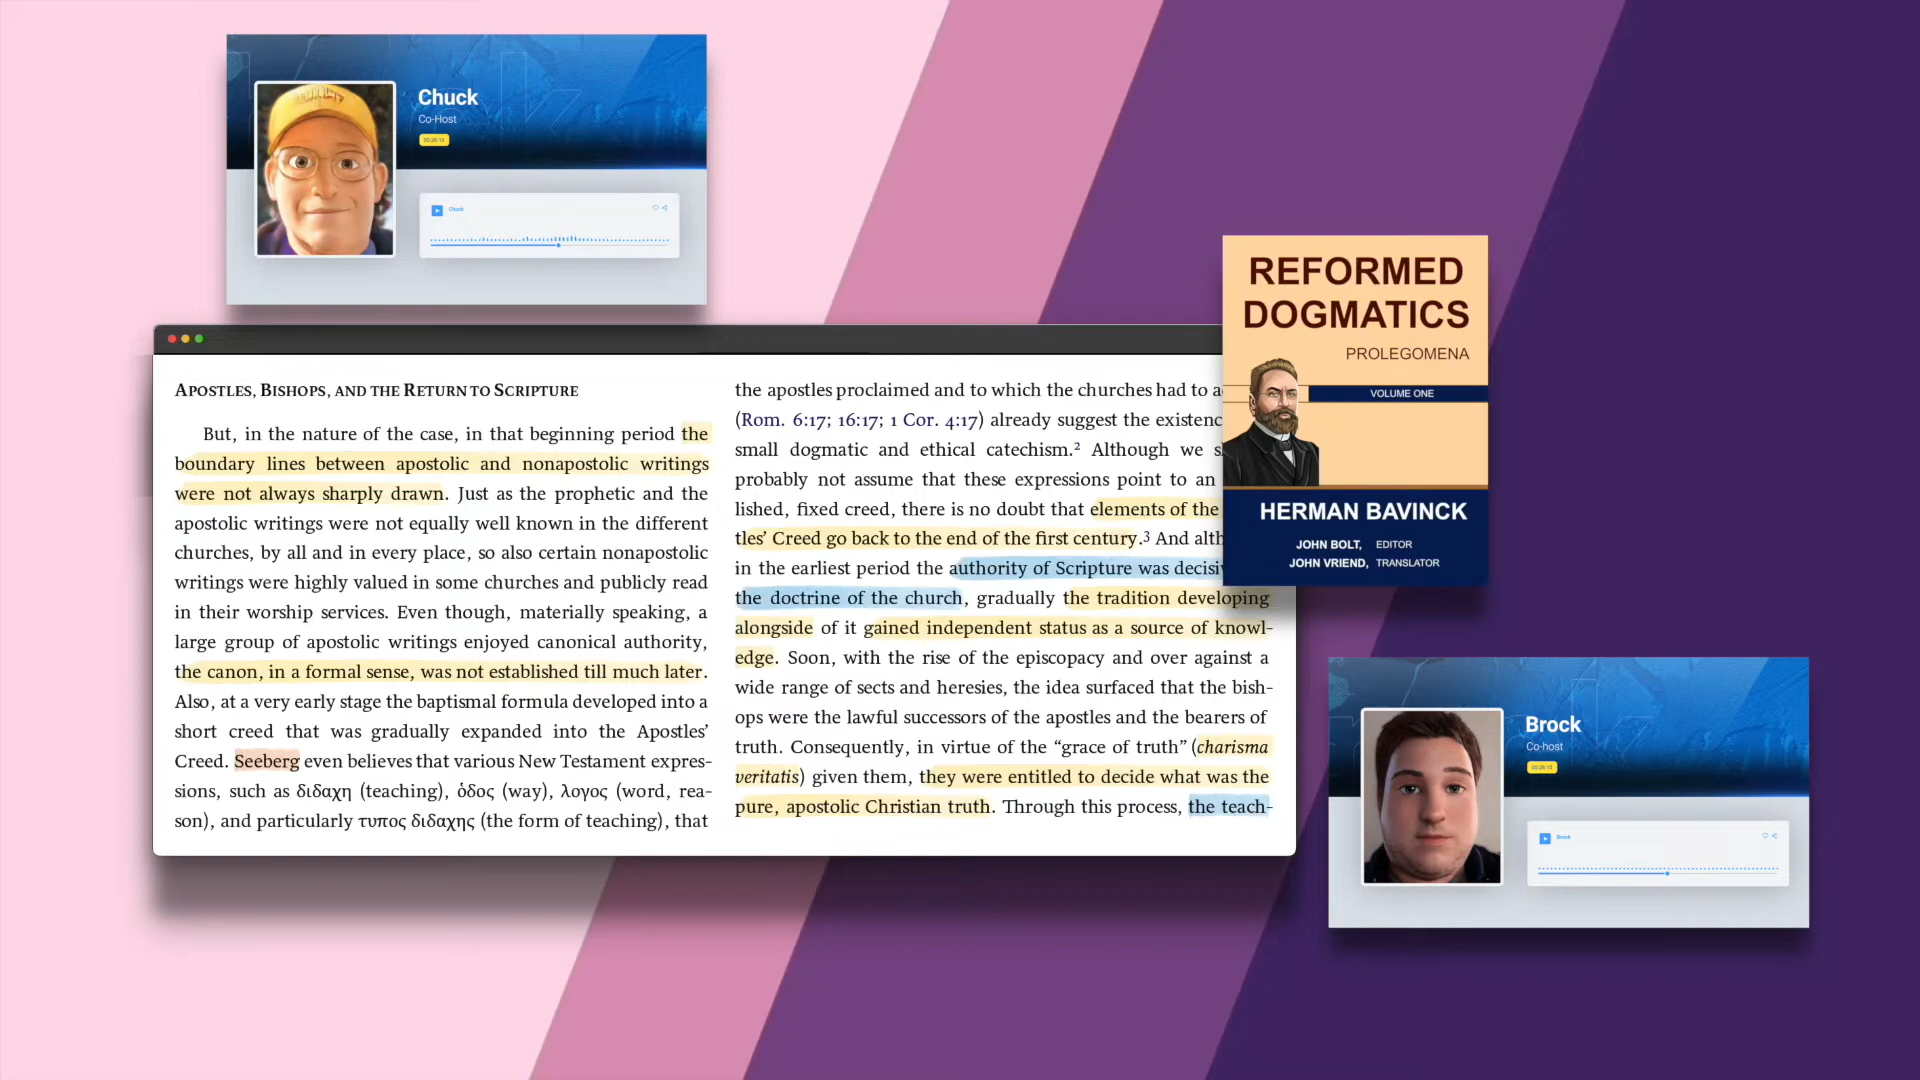 Chuck
Co-Host
00:26:14
Chuck
APOSTLES, BISHOPS, AND THE RETURN TO SCRIPTURE
But, in the nature of the case, in that beginning period the
boundary lines between apostolic and nonapostolic writings
were not always sharply drawn. Just as the prophetic and the
apostolic writings were not equally well known in the different
churches, by all and in every place, so also certain nonapostolic
writings were highly valued in some churches and publicly read
in their worship services. Even though, materially speaking, a
large group of apostolic writings enjoyed canonical authority,
the canon, in a formal sense, was not established till much later.
Also, at a very early stage the baptismal formula developed into a
short creed that was gradually expanded into the Apostles’
Creed. Seeberg even believes that various New Testament expres-
sions, such as διδαχη (teaching), ὁδος (way), λογος (word, rea-
son), and particularly τυπος διδαχης (the form of teaching), that
the apostles proclaimed and to which the churches had to
(Rom. 6:17; 16:17; 1 Cor. 4:17) already suggest the
small dogmatic and ethical catechism.² Although we
probably not assume that these expressions point to an
lished, fixed creed, there is no doubt that elements of the
tles’ Creed go back to the end of the first century.³ And
in the earliest period the authority of Scripture was
the doctrine of the church, gradually the tradition developing
alongside of it gained independent status as a source of knowl-
edge. Soon, with the rise of the episcopacy and over against a
wide range of sects and heresies, the idea surfaced that the bish-
ops were the lawful successors of the apostles and the bearers of
truth. Consequently, in virtue of the “grace of truth” (charisma
veritatis) given them, they were entitled to decide what was the
pure, apostolic Christian truth. Through this process, the teach-
REFORMED
DOGMATICS
PROLEGOMENA
VOLUME ONE
HERMAN BAVINCK
JOHN BOLT, EDITOR
JOHN VRIEND, TRANSLATOR
Brock
Co-host
00:26:14
Brock